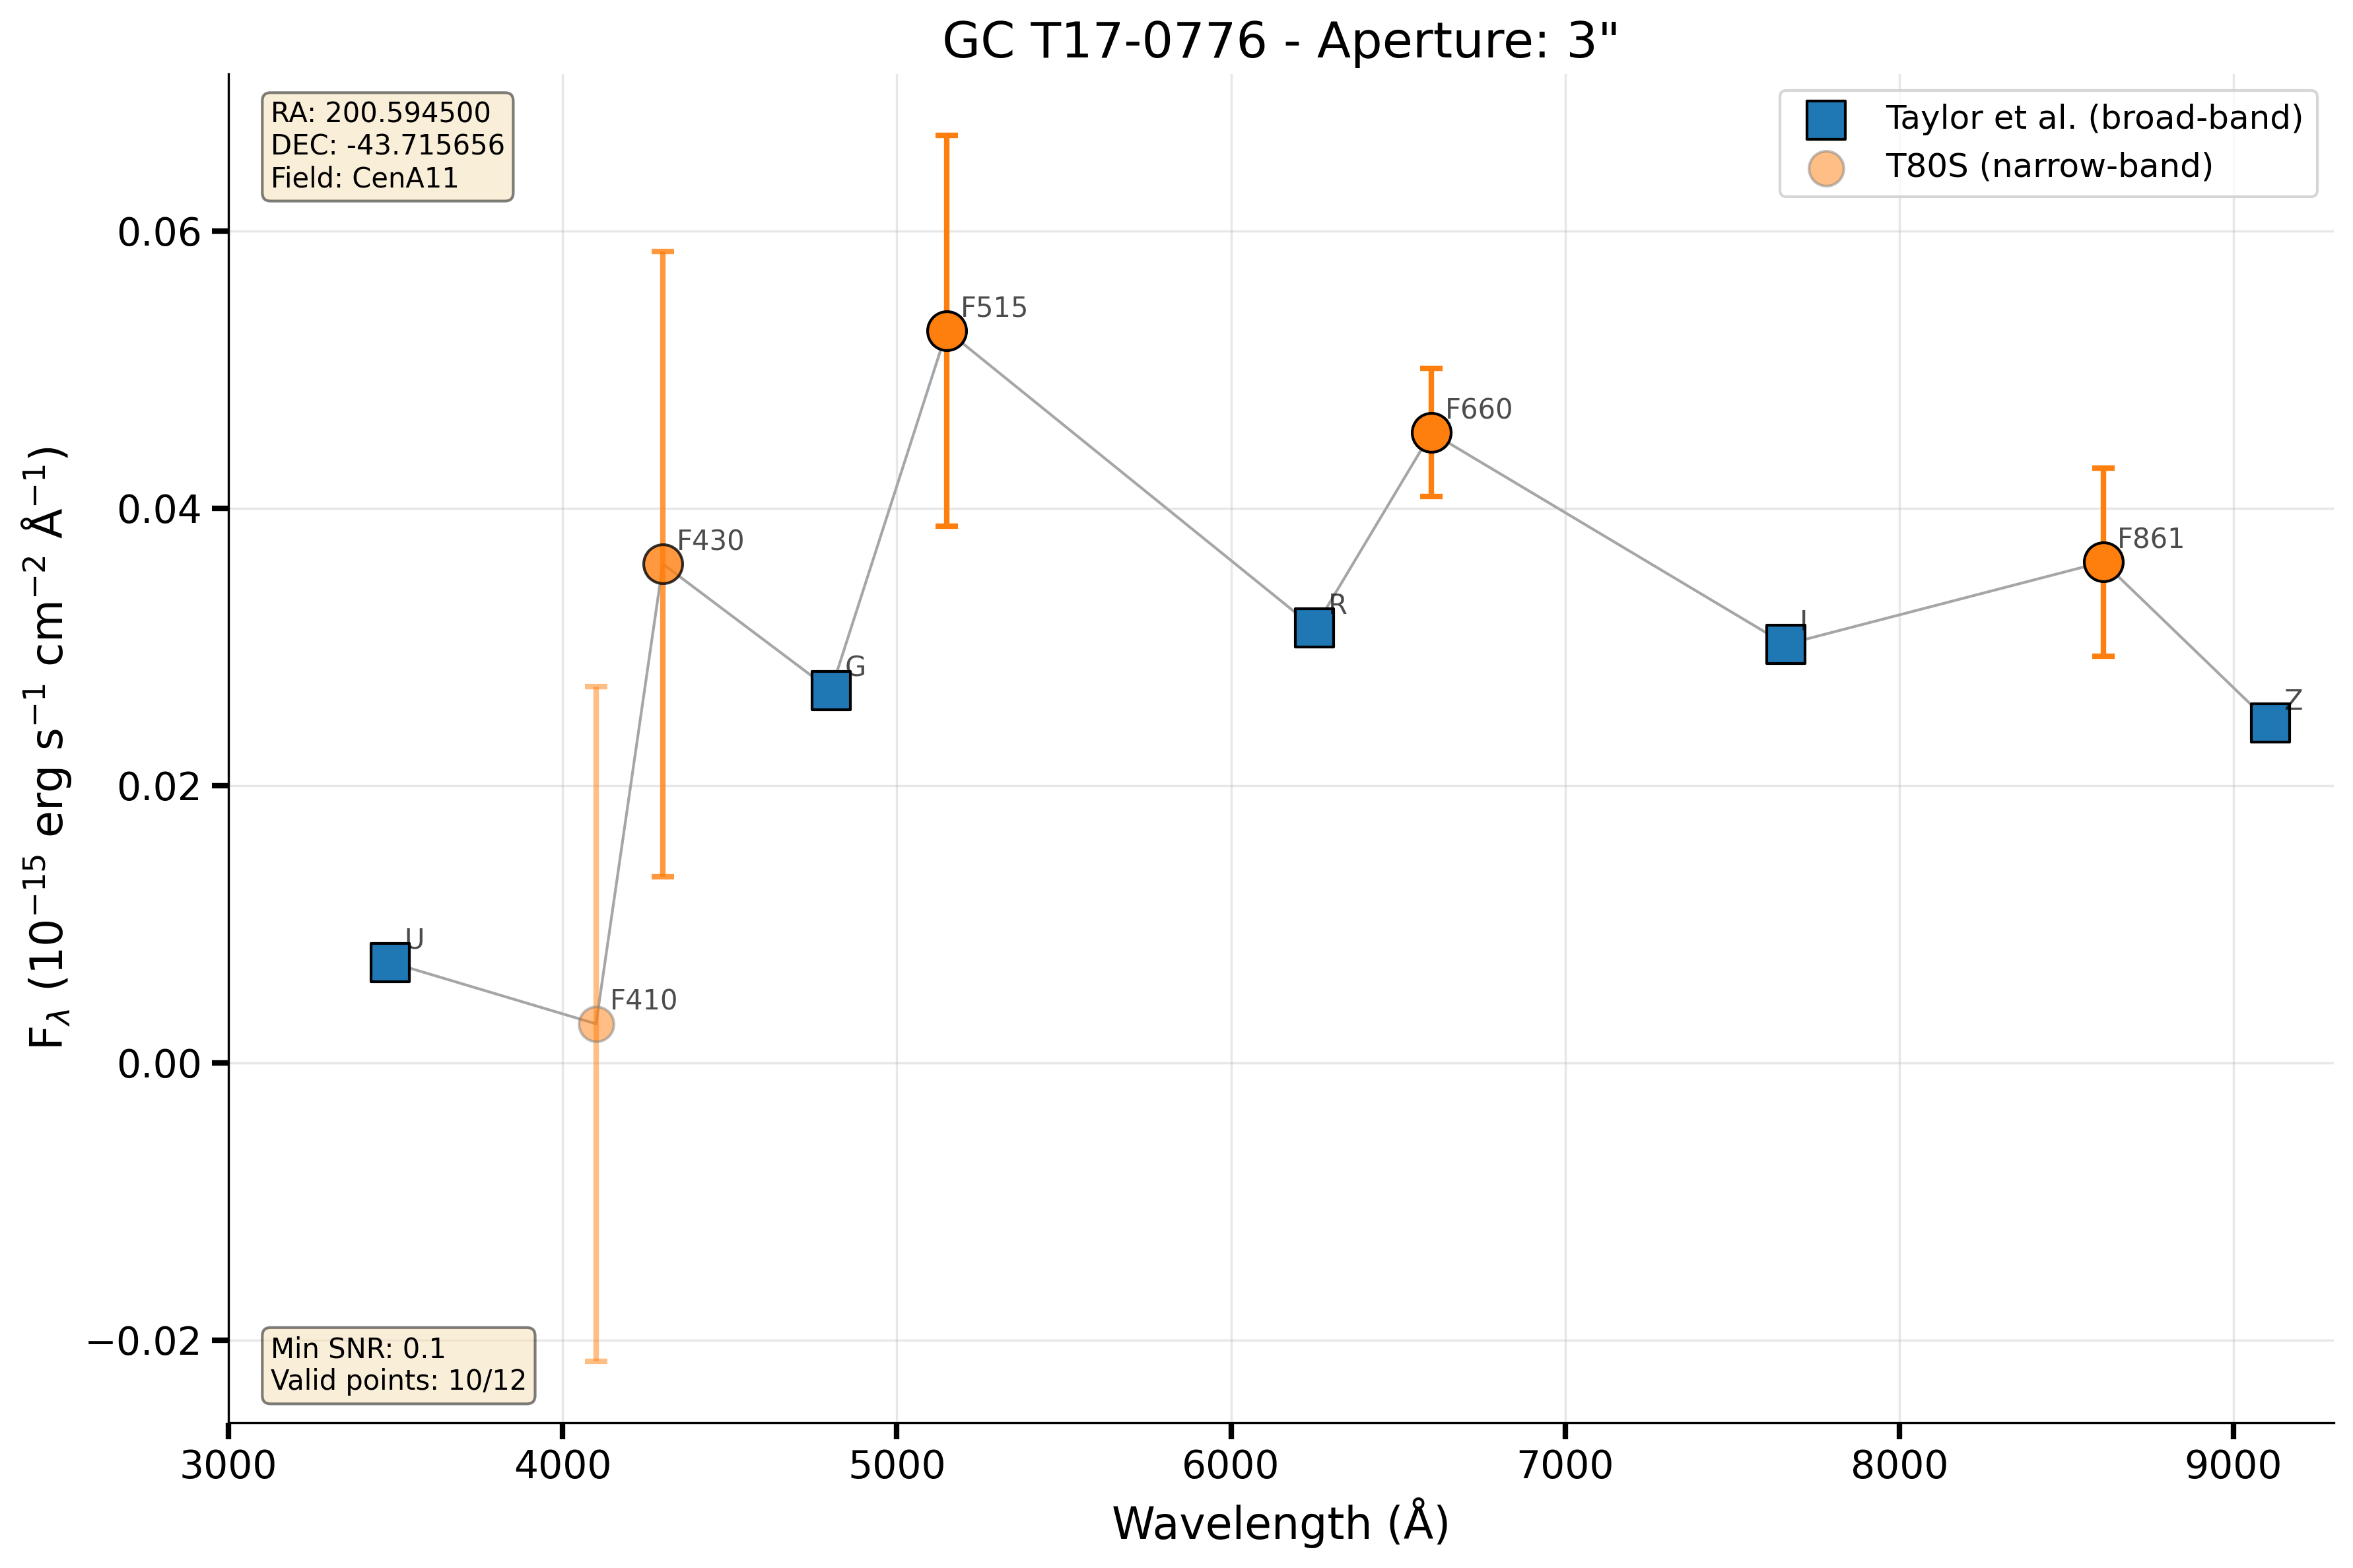 GC T17-0776 - Aperture: 3"
RA: 200.594500
DEC: -43.715656
Field: CenA11
Taylor et al. (broad-band)
T80S (narrow-band)
F515
F660
F430
F861
R
I
G
Z
U
F410
0.06
0.04
0.02
0.00
−0.02
F_λ (10⁻¹⁵ erg s⁻¹ cm⁻² Å⁻¹)
Min SNR: 0.1
Valid points: 10/12
3000 4000 5000 6000 7000 8000 9000
Wavelength (Å)